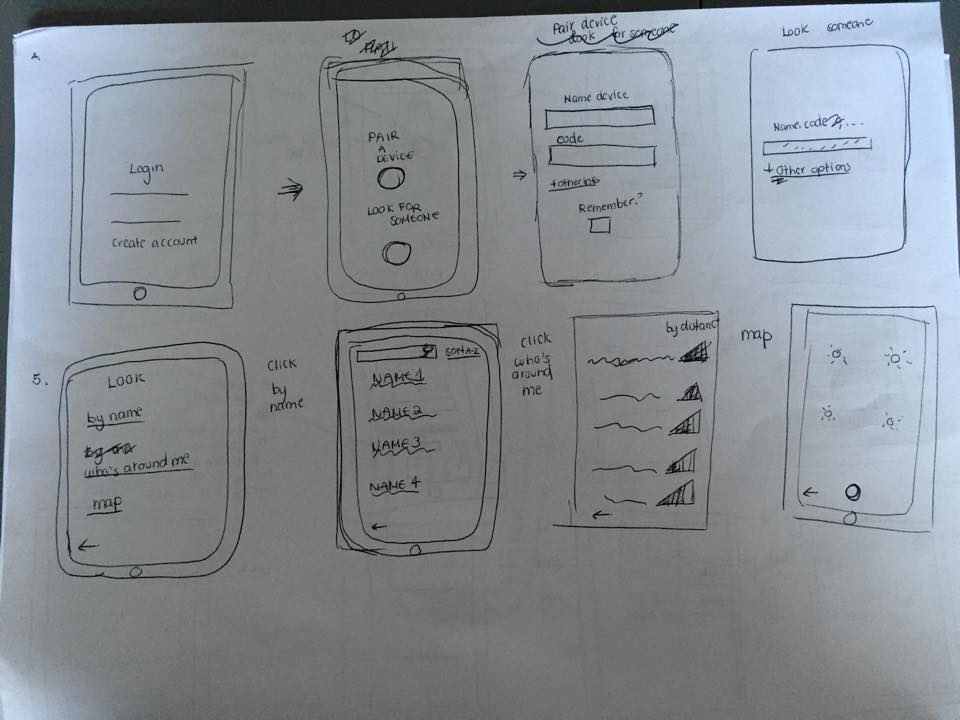 4.
Login
Create account
PAIR
A
DEVICE
LOOK FOR
SOMEONE
Pair device
Look for someone
Name device
code
+ other info
Remember?
Look someone
Name, code, ...
+ Other options
5.
LOOK
by name
who's around me
map
click
by
name
SORT A-Z
NAME 1
NAME 2
NAME 3
NAME 4
click
who's
around
me
by distance
map